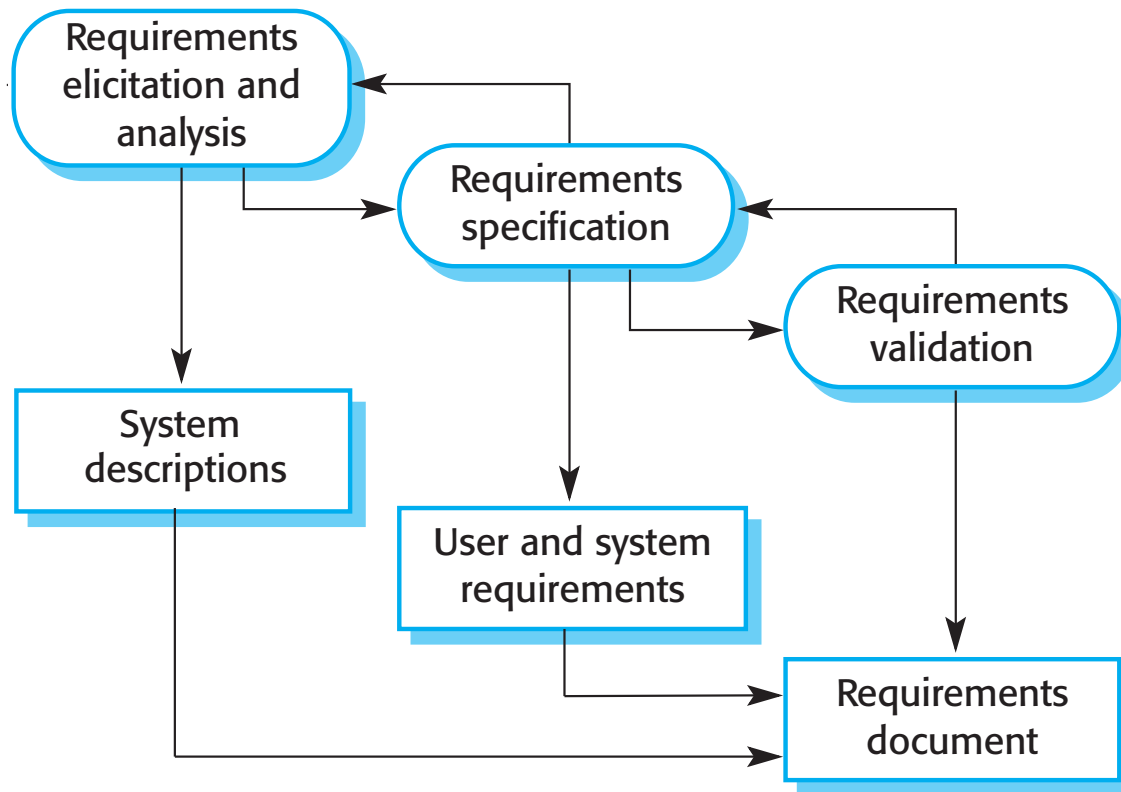 Requirements
elicitation and
analysis
Requirements
specification
Requirements
validation
System
descriptions
User and system
requirements
Requirements
document